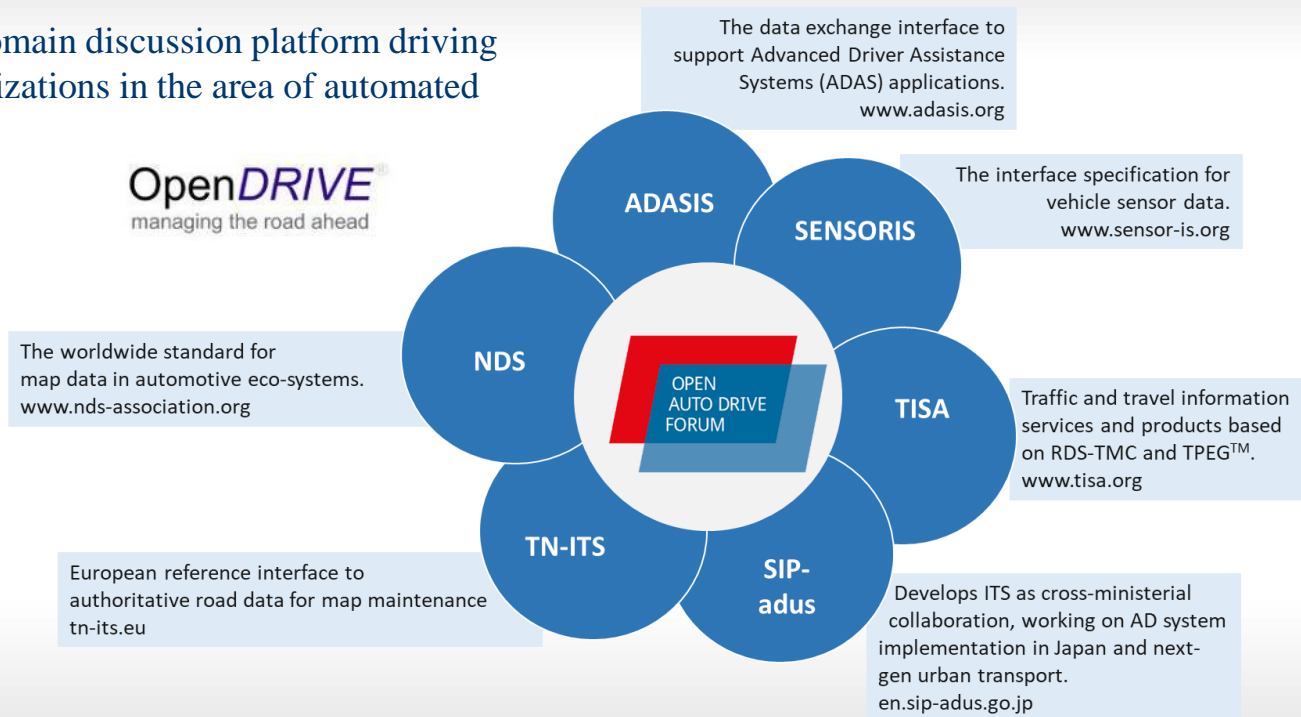 omain discussion platform driving
izations in the area of automated
The data exchange interface to
support Advanced Driver Assistance
Systems (ADAS) applications.
www.adasis.org
OpenDRIVE®
managing the road ahead
ADASIS
The interface specification for
vehicle sensor data.
www.sensor-is.org
SENSORIS
The worldwide standard for
map data in automotive eco-systems.
www.nds-association.org
NDS
OPEN
AUTO DRIVE
FORUM
TISA
Traffic and travel information
services and products based
on RDS-TMC and TPEG™.
www.tisa.org
TN-ITS
European reference interface to
authoritative road data for map maintenance
tn-its.eu
SIP-
adus
Develops ITS as cross-ministerial
collaboration, working on AD system
implementation in Japan and next-
gen urban transport.
en.sip-adus.go.jp